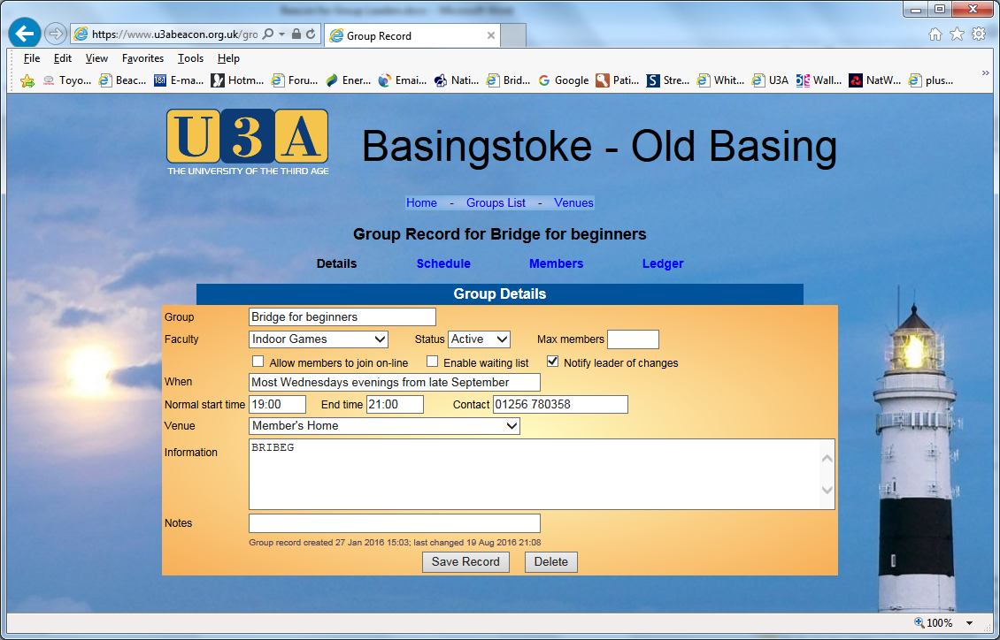 https://www.u3abeacon.org.uk/gro
Group Record
File Edit View Favorites Tools Help
Toyo... Beac... E-ma... Hotm... Foru... Ener... Emai... Nati... Brid... Google Pati... Stre... Whit... U3A Wall... NatW... plus...
U3A
THE UNIVERSITY OF THE THIRD AGE
Basingstoke - Old Basing
Home - Groups List - Venues
Group Record for Bridge for beginners
Details Schedule Members Ledger
Group Details
Group Bridge for beginners
Faculty Indoor Games Status Active Max members
Allow members to join on-line Enable waiting list Notify leader of changes
When Most Wednesdays evenings from late September
Normal start time 19:00 End time 21:00 Contact 01256 780358
Venue Member's Home
Information BRIBEG
Notes
Group record created 27 Jan 2016 15:03; last changed 19 Aug 2016 21:08
Save Record Delete
100%